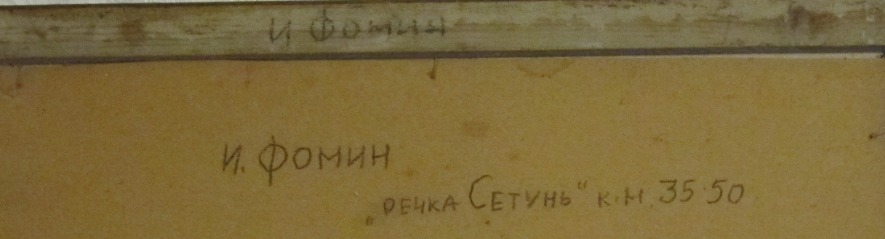 И ФОМИН
И. ФОМИН
„РЕЧКА СЕТУНЬ" К.М. 35·50